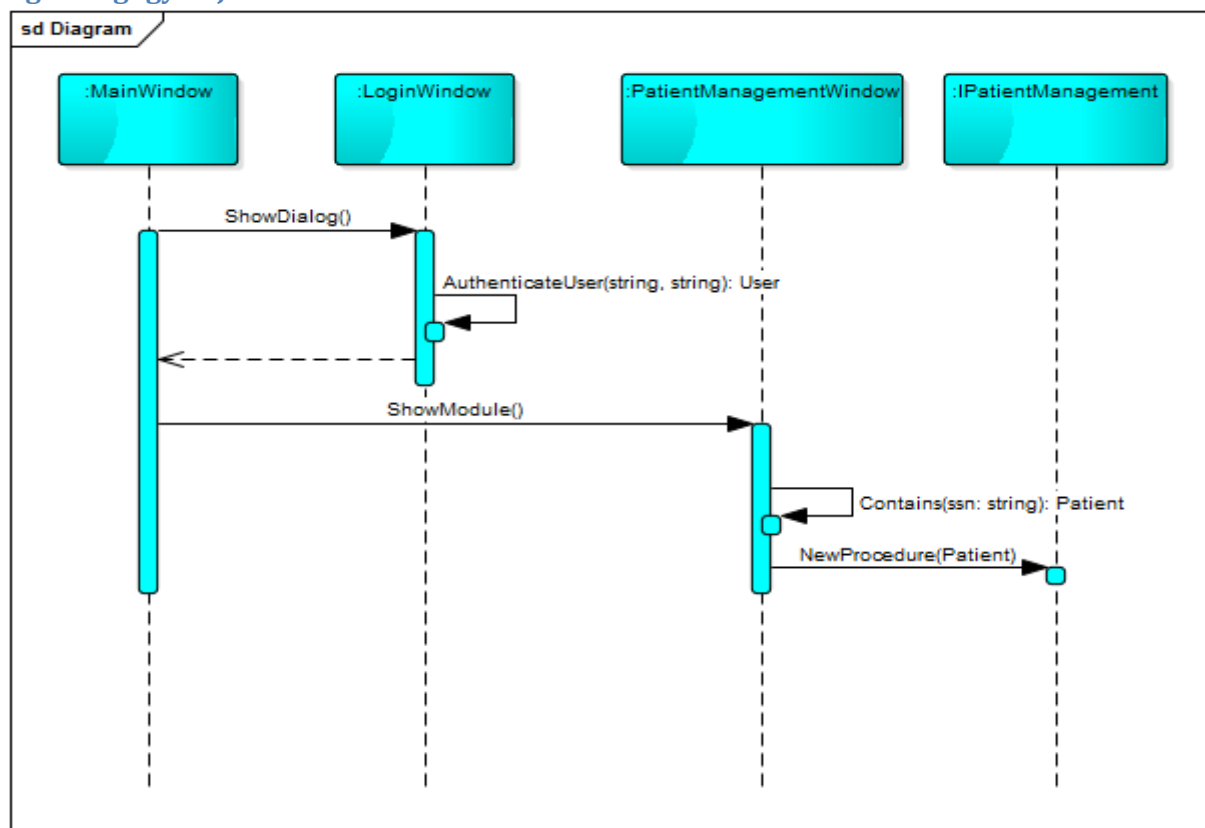 sd Diagram
:MainWindow
:LoginWindow
:PatientManagementWindow
:IPatientManagement
ShowDialog()
AuthenticateUser(string, string): User
ShowModule()
Contains(ssn: string): Patient
NewProcedure(Patient)